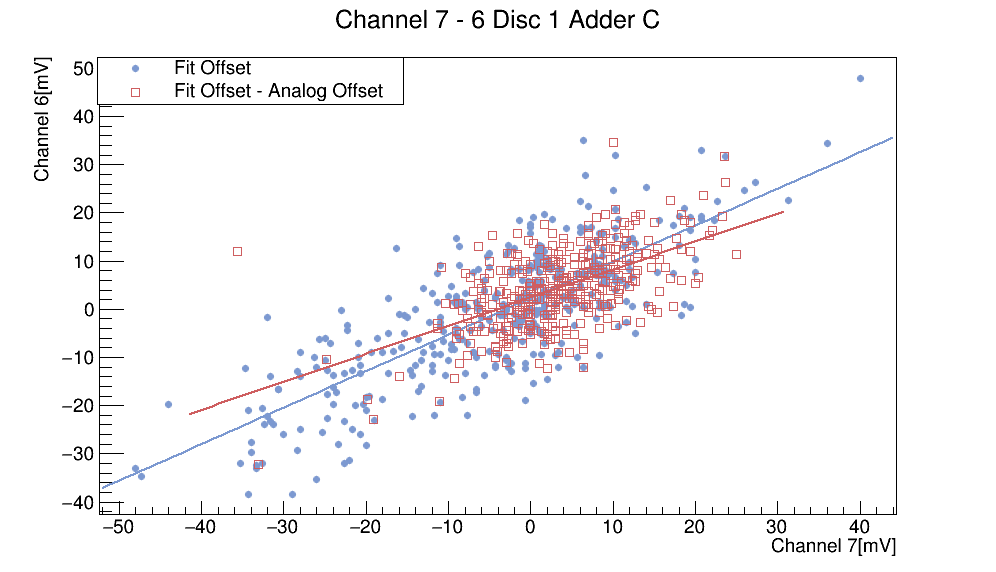 Channel 7 - 6 Disc 1 Adder C
Channel 6[mV]
Fit Offset
Fit Offset - Analog Offset
50
40
30
20
10
0
−10
−20
−30
−40
−50 −40 −30 −20 −10 0 10 20 30 40
Channel 7[mV]